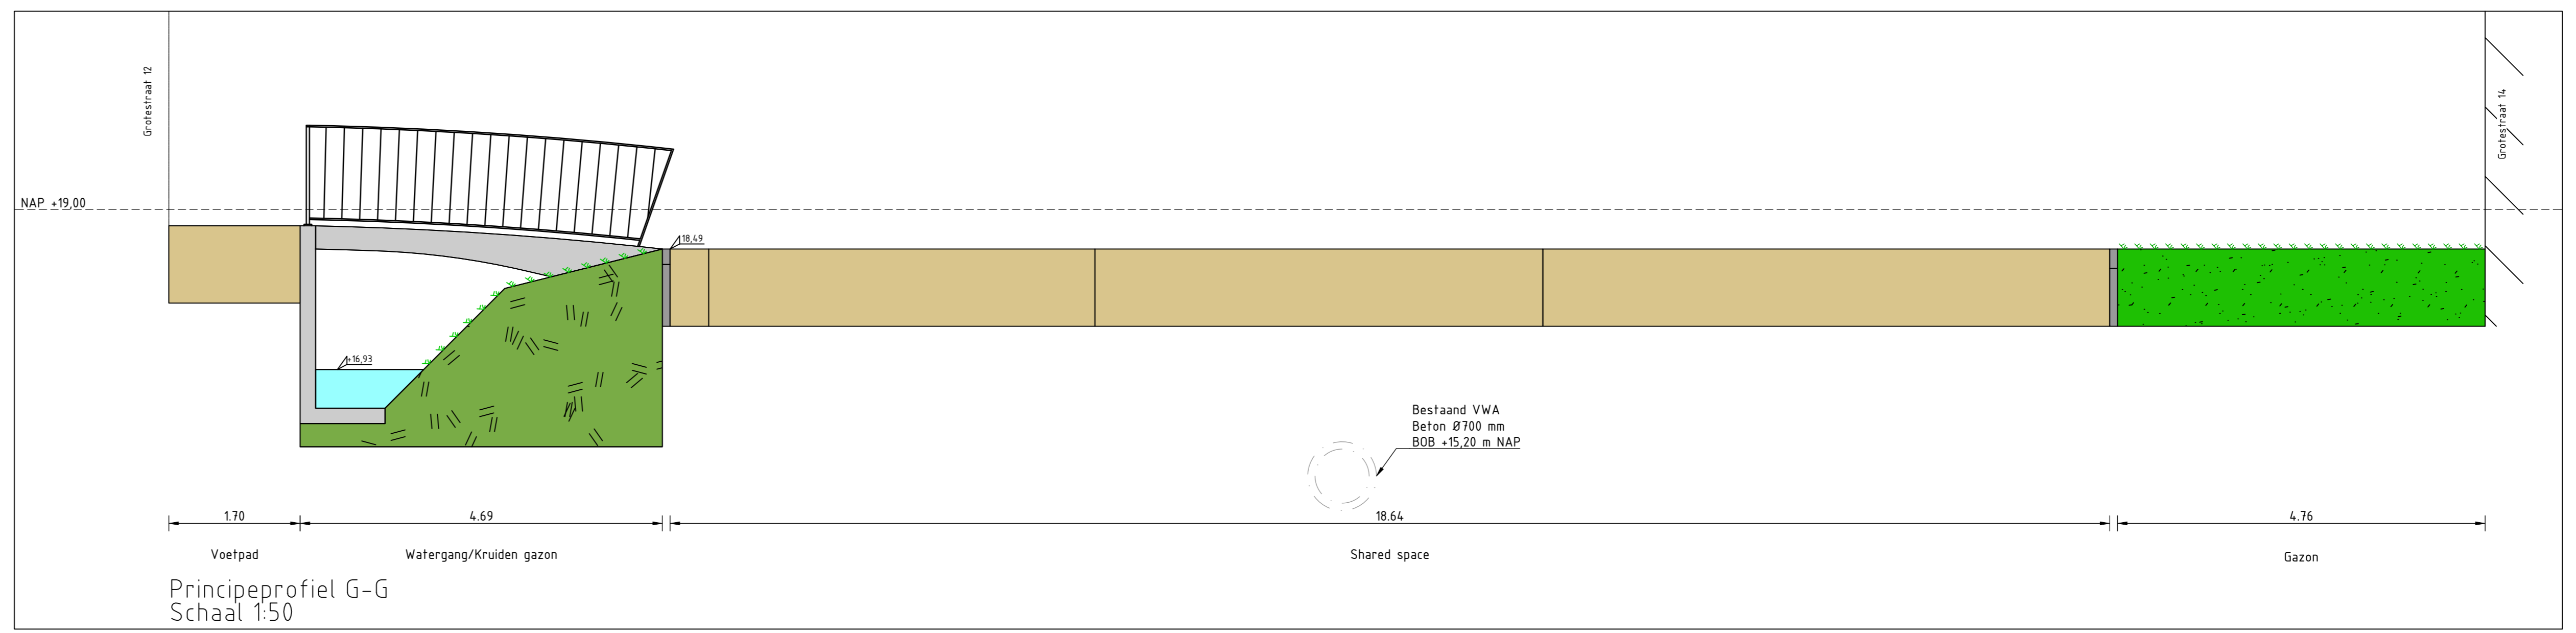 Grotestraat 12
Grotestraat 14
NAP +19,00
18,49
+16,93
Bestaand VWA
Beton Ø700 mm
BOB +15,20 m NAP
1.70
4.69
18.64
4.76
Voetpad
Watergang/Kruiden gazon
Shared space
Gazon
Principeprofiel G-G
Schaal 1:50